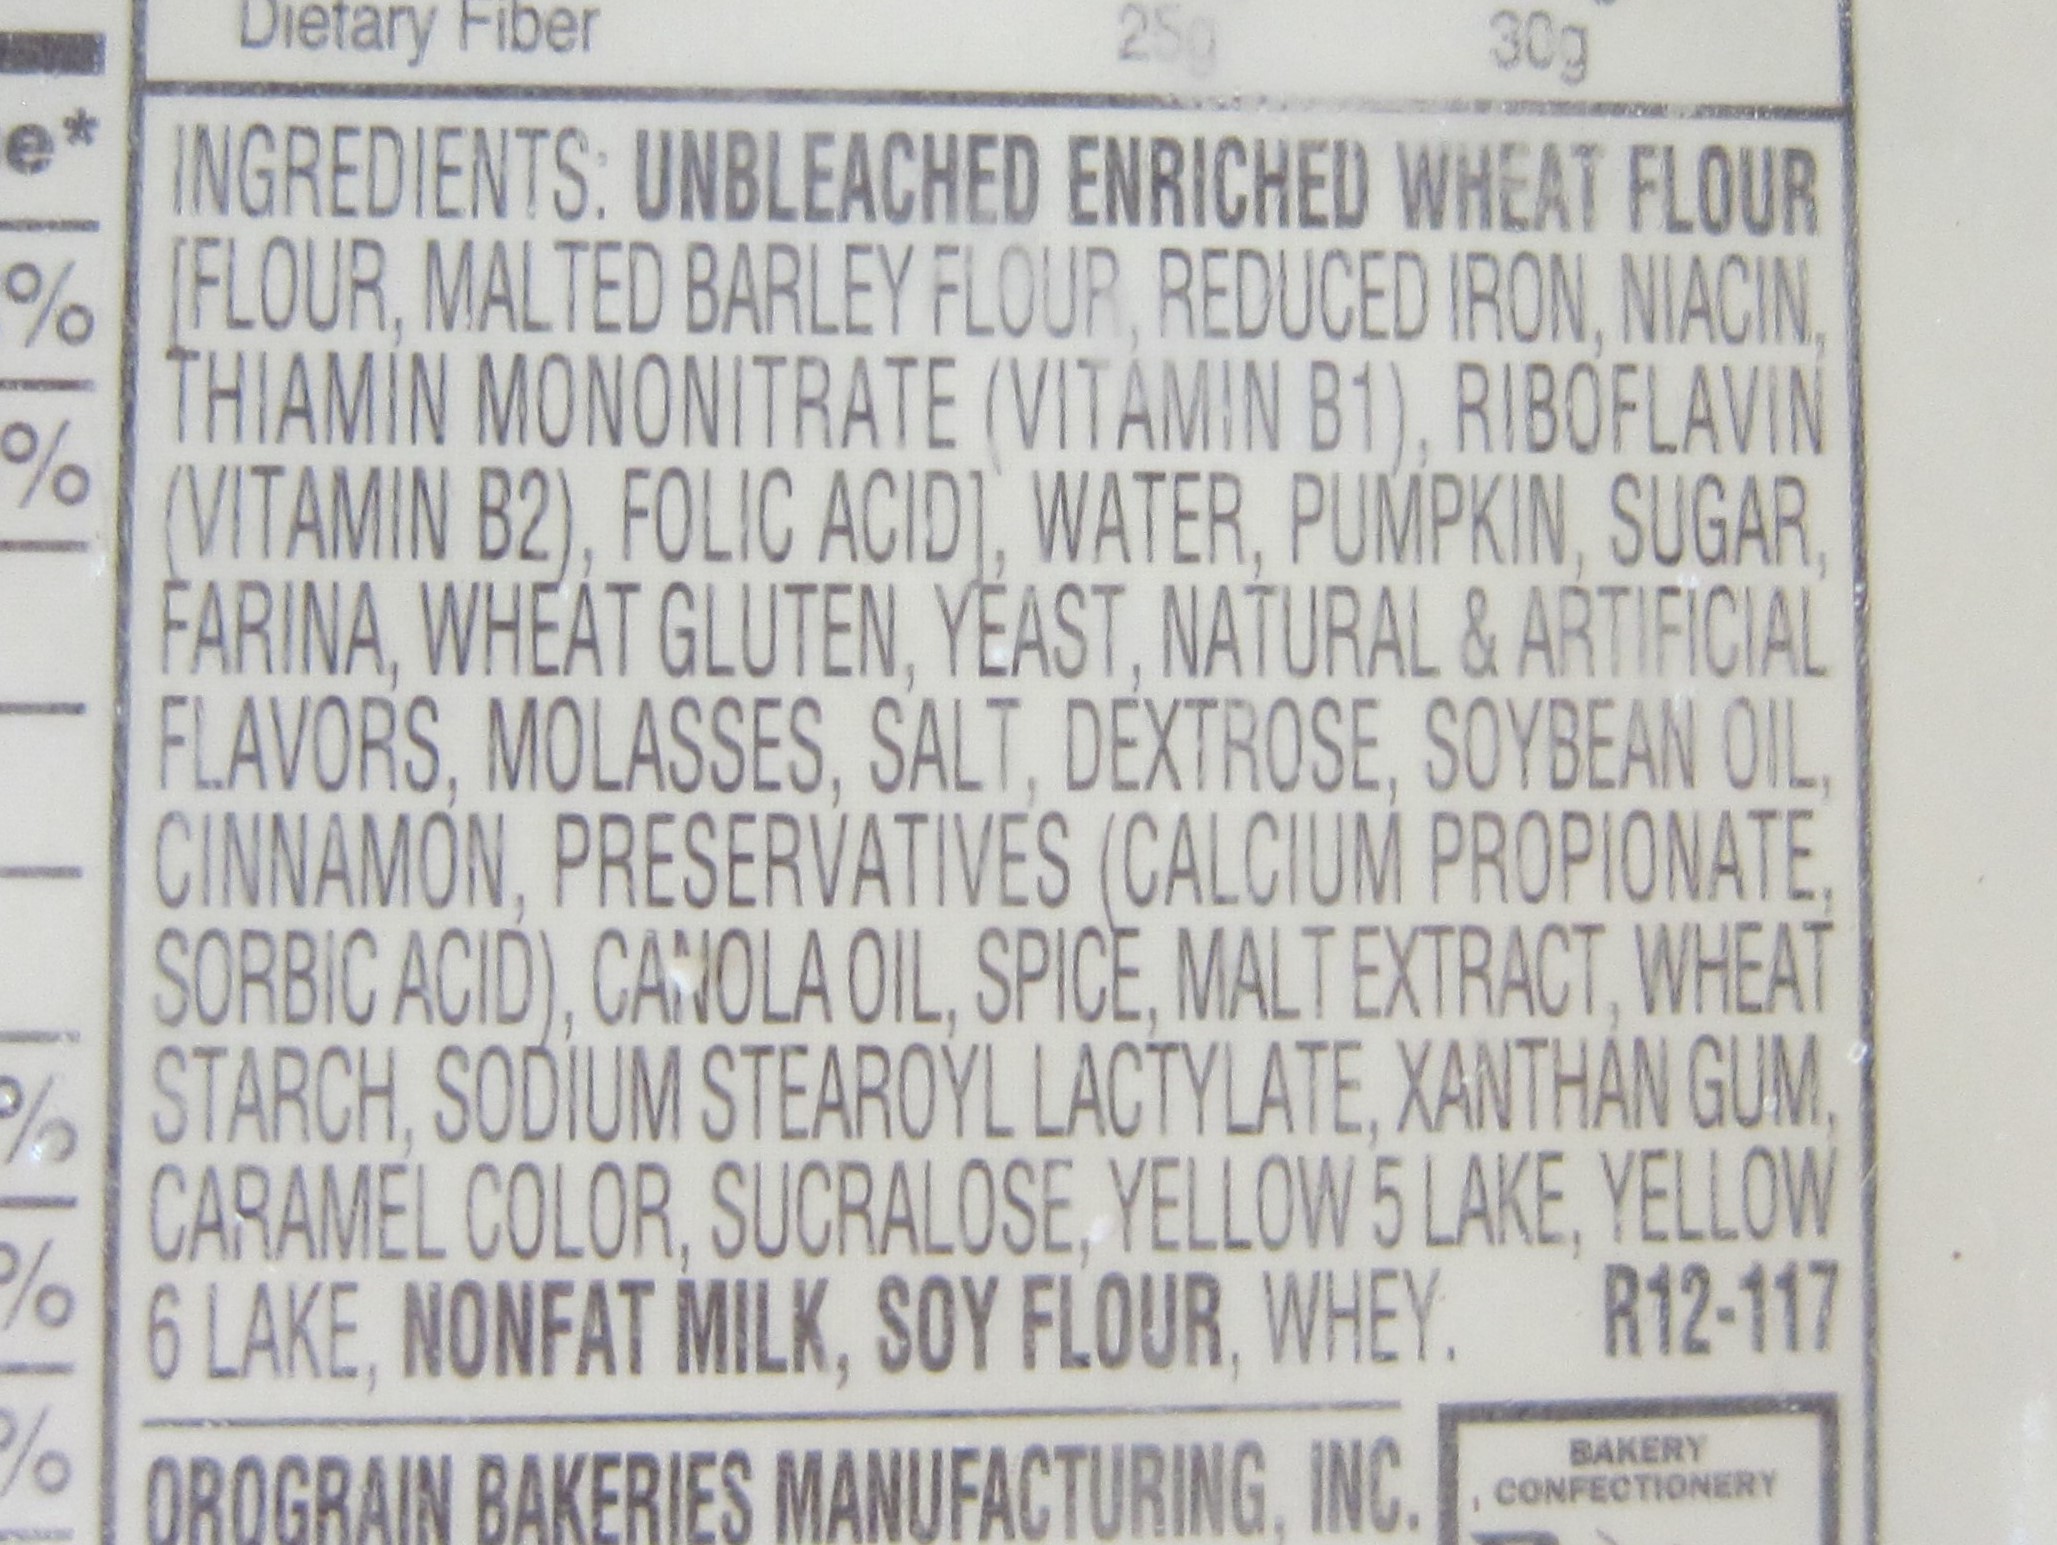 Dietary Fiber 25g 30g
e*
INGREDIENTS: UNBLEACHED ENRICHED WHEAT FLOUR
%
[FLOUR, MALTED BARLEY FLOUR, REDUCED IRON, NIACIN,
THIAMIN MONONITRATE (VITAMIN B1), RIBOFLAVIN
%
(VITAMIN B2), FOLIC ACID], WATER, PUMPKIN, SUGAR,
FARINA, WHEAT GLUTEN, YEAST, NATURAL & ARTIFICIAL
FLAVORS, MOLASSES, SALT, DEXTROSE, SOYBEAN OIL,
CINNAMON, PRESERVATIVES (CALCIUM PROPIONATE,
SORBIC ACID), CANOLA OIL, SPICE, MALT EXTRACT, WHEAT
STARCH, SODIUM STEAROYL LACTYLATE, XANTHAN GUM,
%
CARAMEL COLOR, SUCRALOSE, YELLOW 5 LAKE, YELLOW
%
6 LAKE, NONFAT MILK, SOY FLOUR, WHEY. R12-117
%
OROGRAIN BAKERIES MANUFACTURING, INC.
BAKERY
CONFECTIONERY